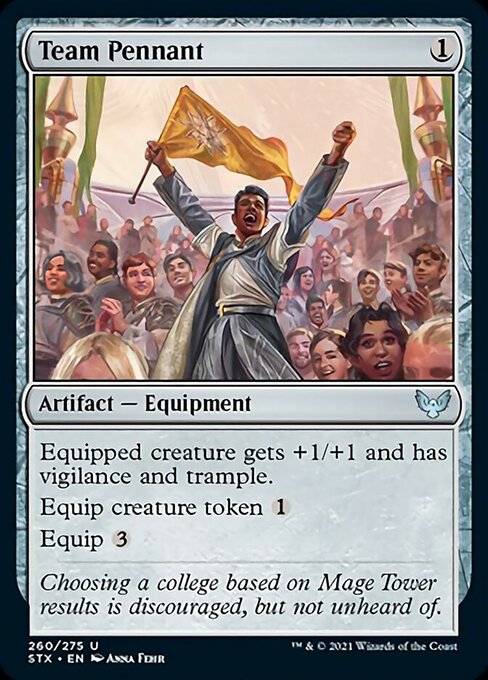 Team Pennant 1
Artifact — Equipment
Equipped creature gets +1/+1 and has
vigilance and trample.
Equip creature token 1
Equip 3
Choosing a college based on Mage Tower
results is discouraged, but not unheard of.
260/275 U
STX • EN Anna Fehr
™ & © 2021 Wizards of the Coast